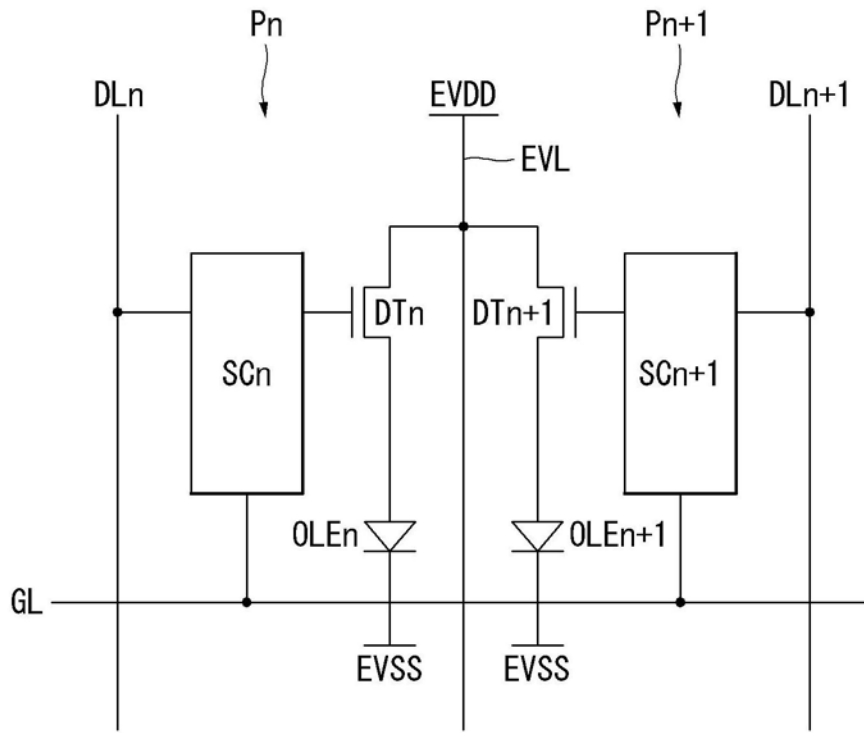 Pn
Pn+1
DLn
EVDD
DLn+1
EVL
DTn
DTn+1
SCn
SCn+1
OLEn
OLEn+1
GL
EVSS
EVSS